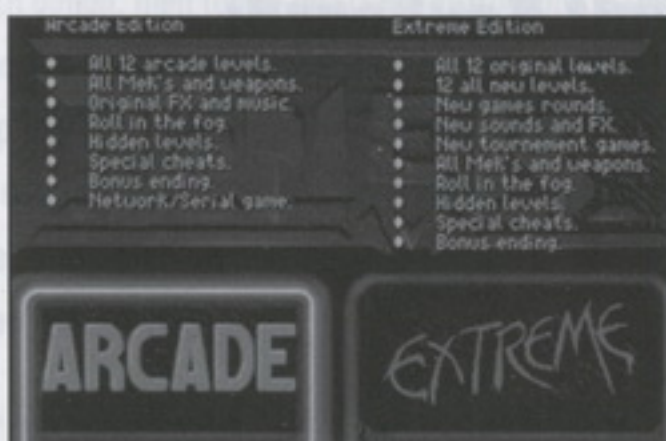 Arcade Edition
All 12 arcade levels.
All MeK's and weapons.
Original FX and music
Roll in the fog.
Hidden levels.
Special cheats.
Bonus ending.
Network/Serial game.
Extreme Edition
All 12 original levels.
12 all new levels.
New games rounds.
New sounds and FX.
New tournement games.
All MeK's and weapons.
Roll in the fog.
Hidden levels.
Special cheats.
Bonus ending.
ARCADE
EXTREME